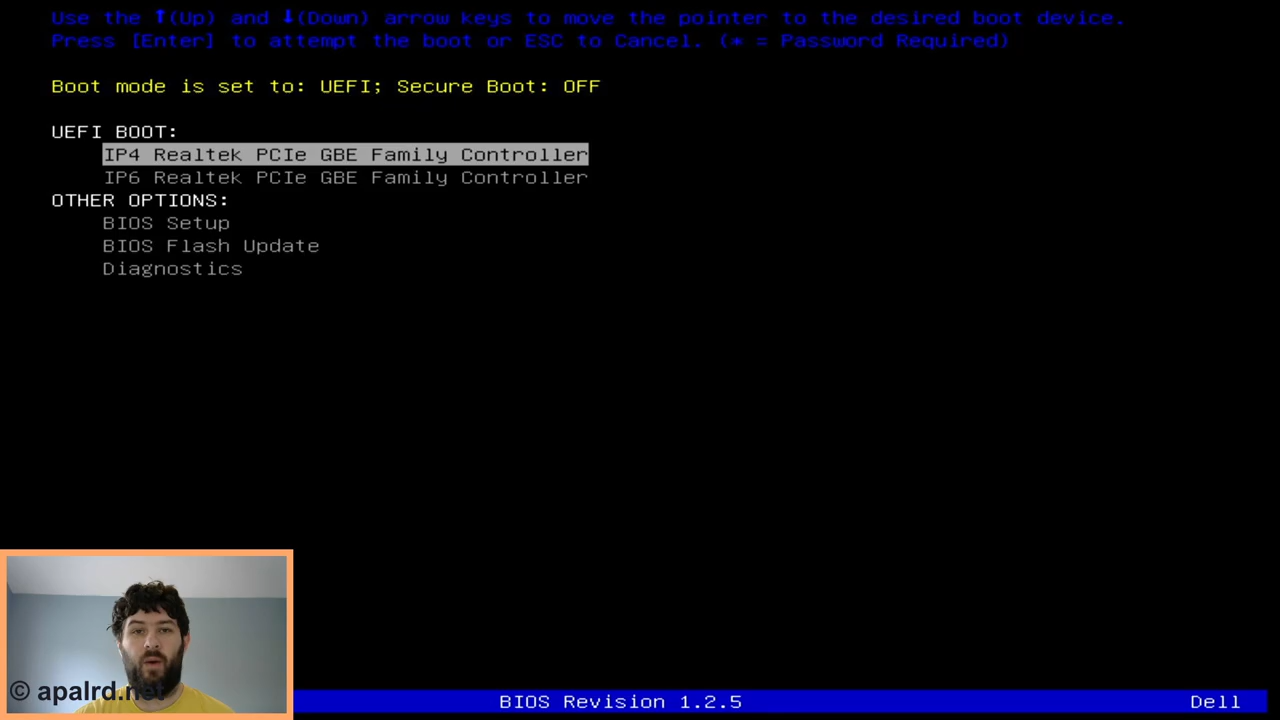 Use the ↑(Up) and ↓(Down) arrow keys to move the pointer to the desired boot device.
Press [Enter] to attempt the boot or ESC to Cancel. (* = Password Required)
Boot mode is set to: UEFI; Secure Boot: OFF
UEFI BOOT:
IP4 Realtek PCIe GBE Family Controller
IP6 Realtek PCIe GBE Family Controller
OTHER OPTIONS:
BIOS Setup
BIOS Flash Update
Diagnostics
© apalrd.net
BIOS Revision 1.2.5
Dell